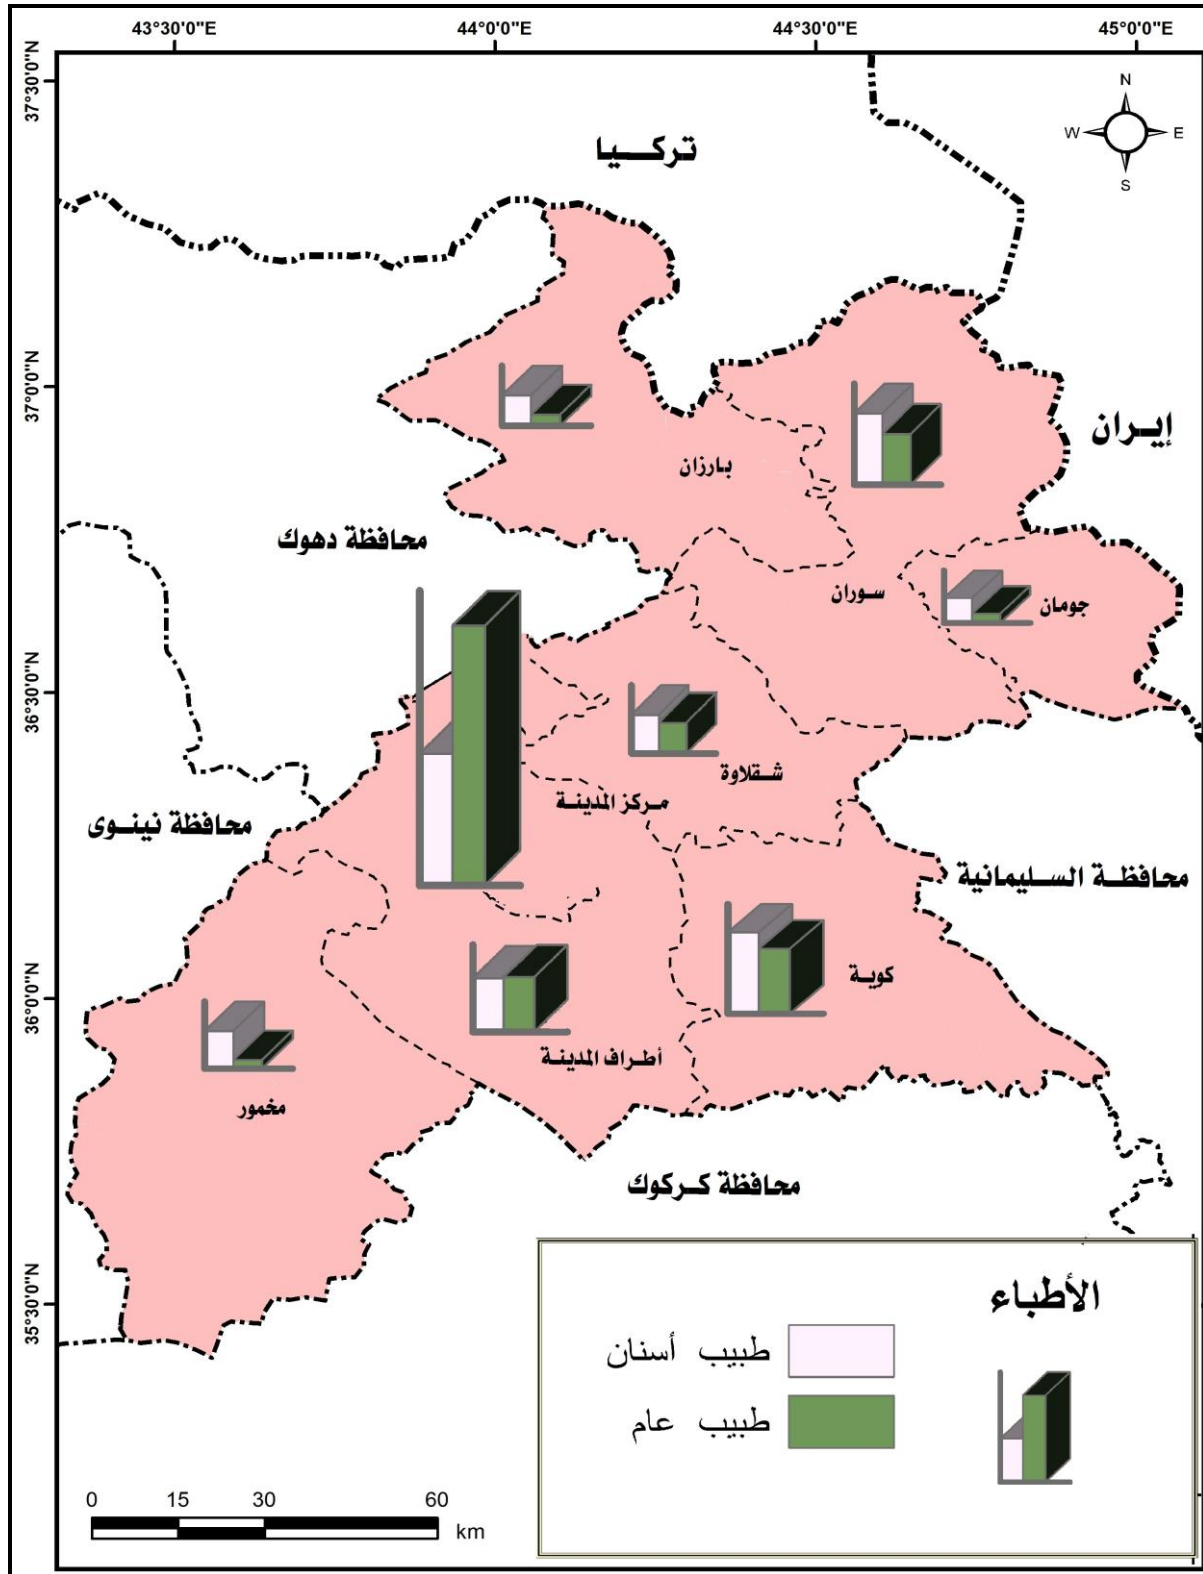 43°30'0"E
44°0'0"E
44°30'0"E
45°0'0"E
37°30'0"N
37°0'0"N
36°30'0"N
36°0'0"N
35°30'0"N
N
W
E
S
تركيا
إيران
بارزان
محافظة دهوك
سوران
جومان
شقلاوة
مركز المدينة
محافظة نينوى
محافظة السليمانية
كوية
أطراف المدينة
مخمور
محافظة كركوك
الأطباء
طبيب أسنان
طبيب عام
0 15 30 60
km